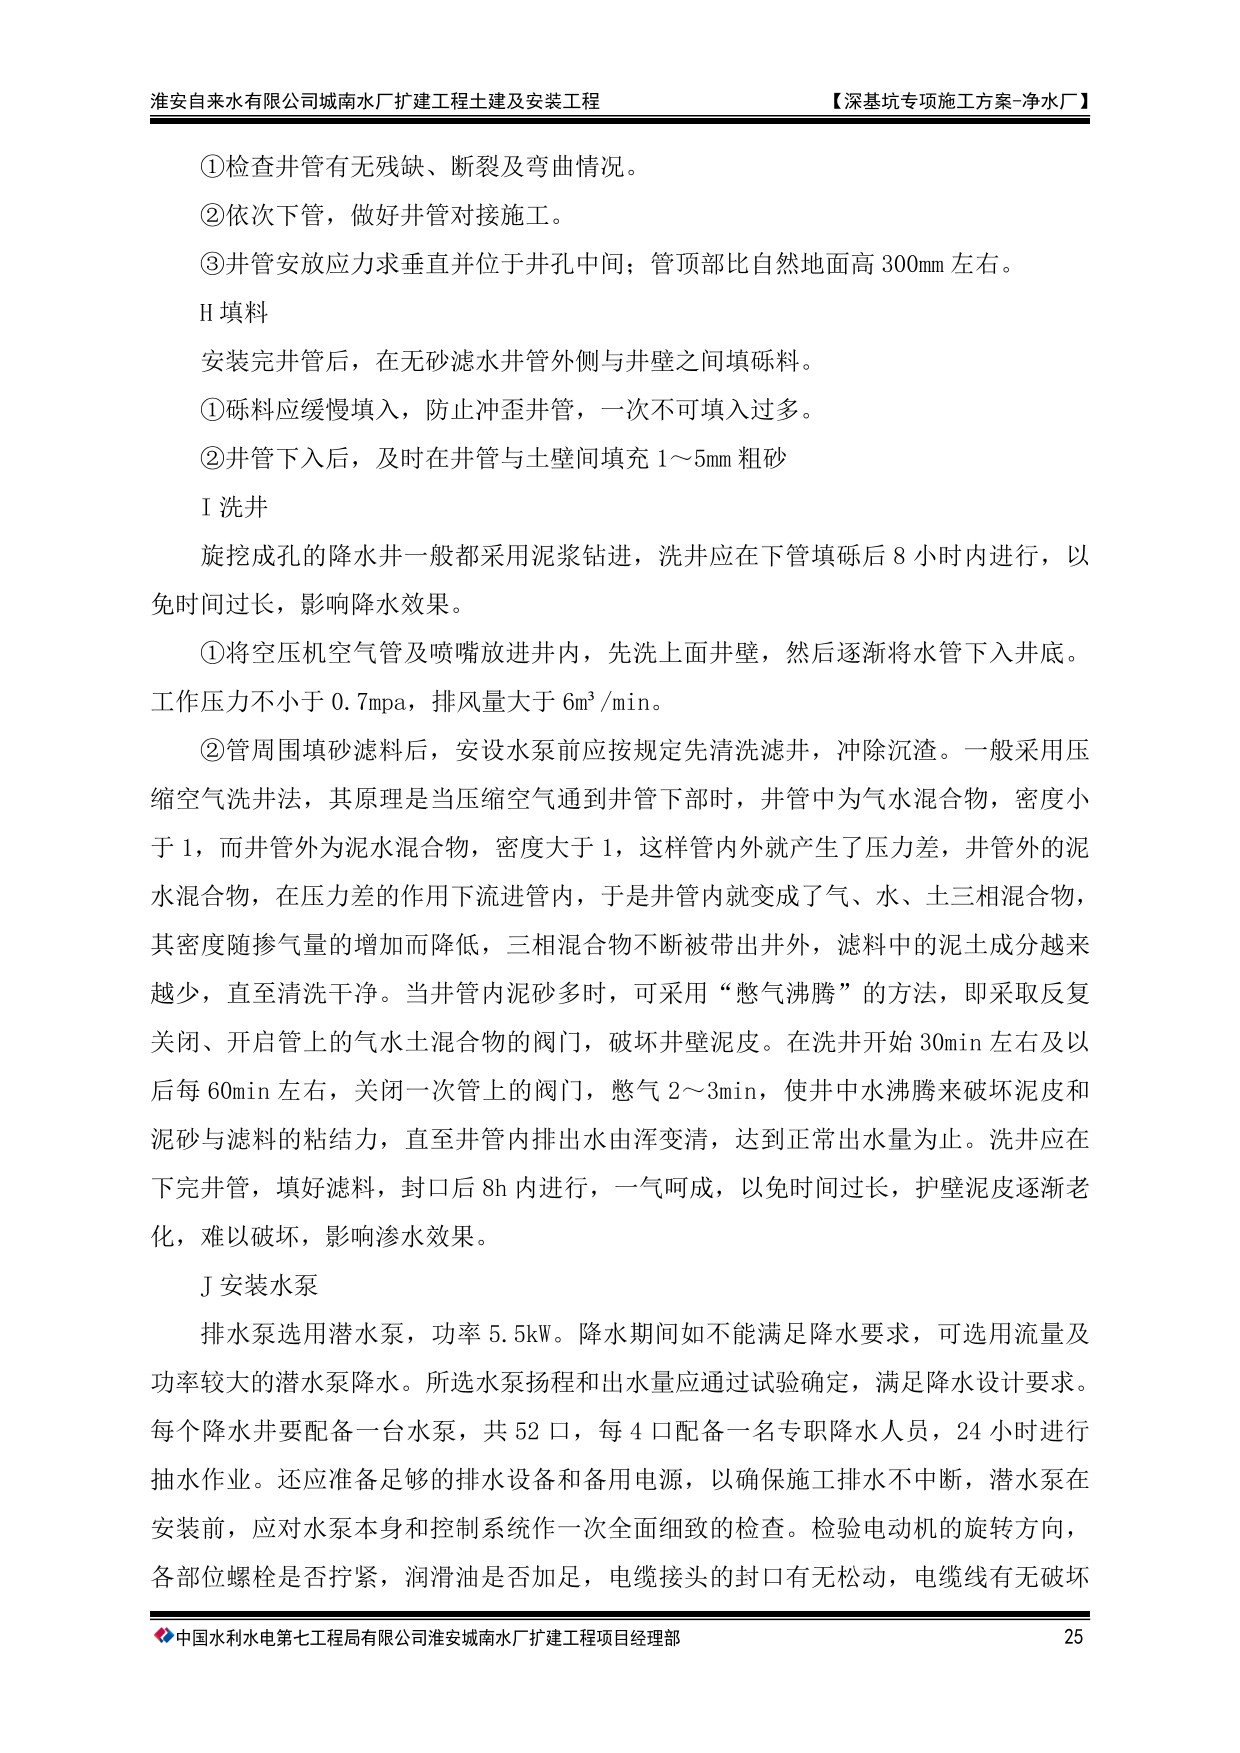 淮安自来水有限公司城南水厂扩建工程土建及安装工程 【深基坑专项施工方案-净水厂】
①检查井管有无残缺、断裂及弯曲情况。
②依次下管，做好井管对接施工。
③井管安放应力求垂直并位于井孔中间；管顶部比自然地面高 300mm 左右。
H 填料
安装完井管后，在无砂滤水井管外侧与井壁之间填砾料。
①砾料应缓慢填入，防止冲歪井管，一次不可填入过多。
②井管下入后，及时在井管与土壁间填充 1～5mm 粗砂
I 洗井
旋挖成孔的降水井一般都采用泥浆钻进，洗井应在下管填砾后 8 小时内进行，以
免时间过长，影响降水效果。
①将空压机空气管及喷嘴放进井内，先洗上面井壁，然后逐渐将水管下入井底。
工作压力不小于 0.7mpa，排风量大于 6m³/min。
②管周围填砂滤料后，安设水泵前应按规定先清洗滤井，冲除沉渣。一般采用压
缩空气洗井法，其原理是当压缩空气通到井管下部时，井管中为气水混合物，密度小
于 1，而井管外为泥水混合物，密度大于 1，这样管内外就产生了压力差，井管外的泥
水混合物，在压力差的作用下流进管内，于是井管内就变成了气、水、土三相混合物，
其密度随掺气量的增加而降低，三相混合物不断被带出井外，滤料中的泥土成分越来
越少，直至清洗干净。当井管内泥砂多时，可采用“憋气沸腾”的方法，即采取反复
关闭、开启管上的气水土混合物的阀门，破坏井壁泥皮。在洗井开始 30min 左右及以
后每 60min 左右，关闭一次管上的阀门，憋气 2～3min，使井中水沸腾来破坏泥皮和
泥砂与滤料的粘结力，直至井管内排出水由浑变清，达到正常出水量为止。洗井应在
下完井管，填好滤料，封口后 8h 内进行，一气呵成，以免时间过长，护壁泥皮逐渐老
化，难以破坏，影响渗水效果。
J 安装水泵
排水泵选用潜水泵，功率 5.5kW。降水期间如不能满足降水要求，可选用流量及
功率较大的潜水泵降水。所选水泵扬程和出水量应通过试验确定，满足降水设计要求。
每个降水井要配备一台水泵，共 52 口，每 4 口配备一名专职降水人员，24 小时进行
抽水作业。还应准备足够的排水设备和备用电源，以确保施工排水不中断，潜水泵在
安装前，应对水泵本身和控制系统作一次全面细致的检查。检验电动机的旋转方向，
各部位螺栓是否拧紧，润滑油是否加足，电缆接头的封口有无松动，电缆线有无破坏
中国水利水电第七工程局有限公司淮安城南水厂扩建工程项目经理部 25